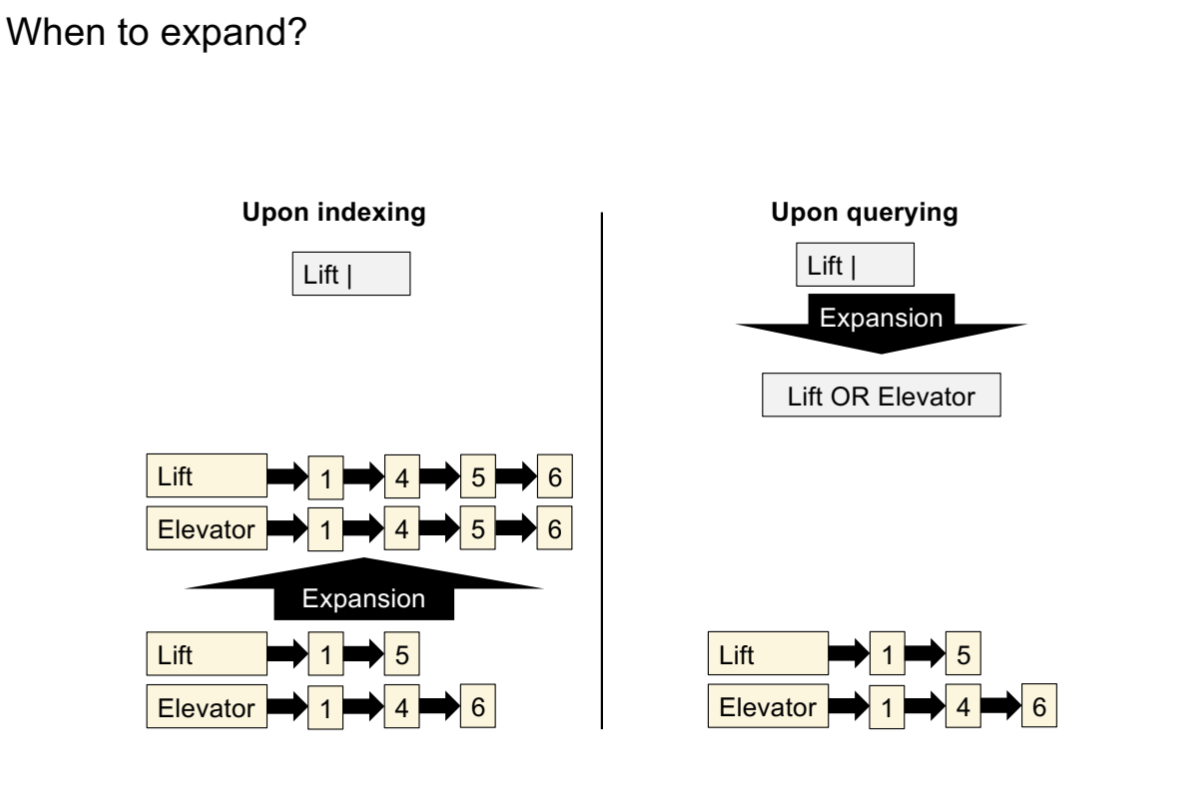 When to expand?
Upon indexing
Lift |
Lift 1 4 5 6
Elevator 1 4 5 6
Expansion
Lift 1 5
Elevator 1 4 6
Upon querying
Lift |
Expansion
Lift OR Elevator
Lift 1 5
Elevator 1 4 6